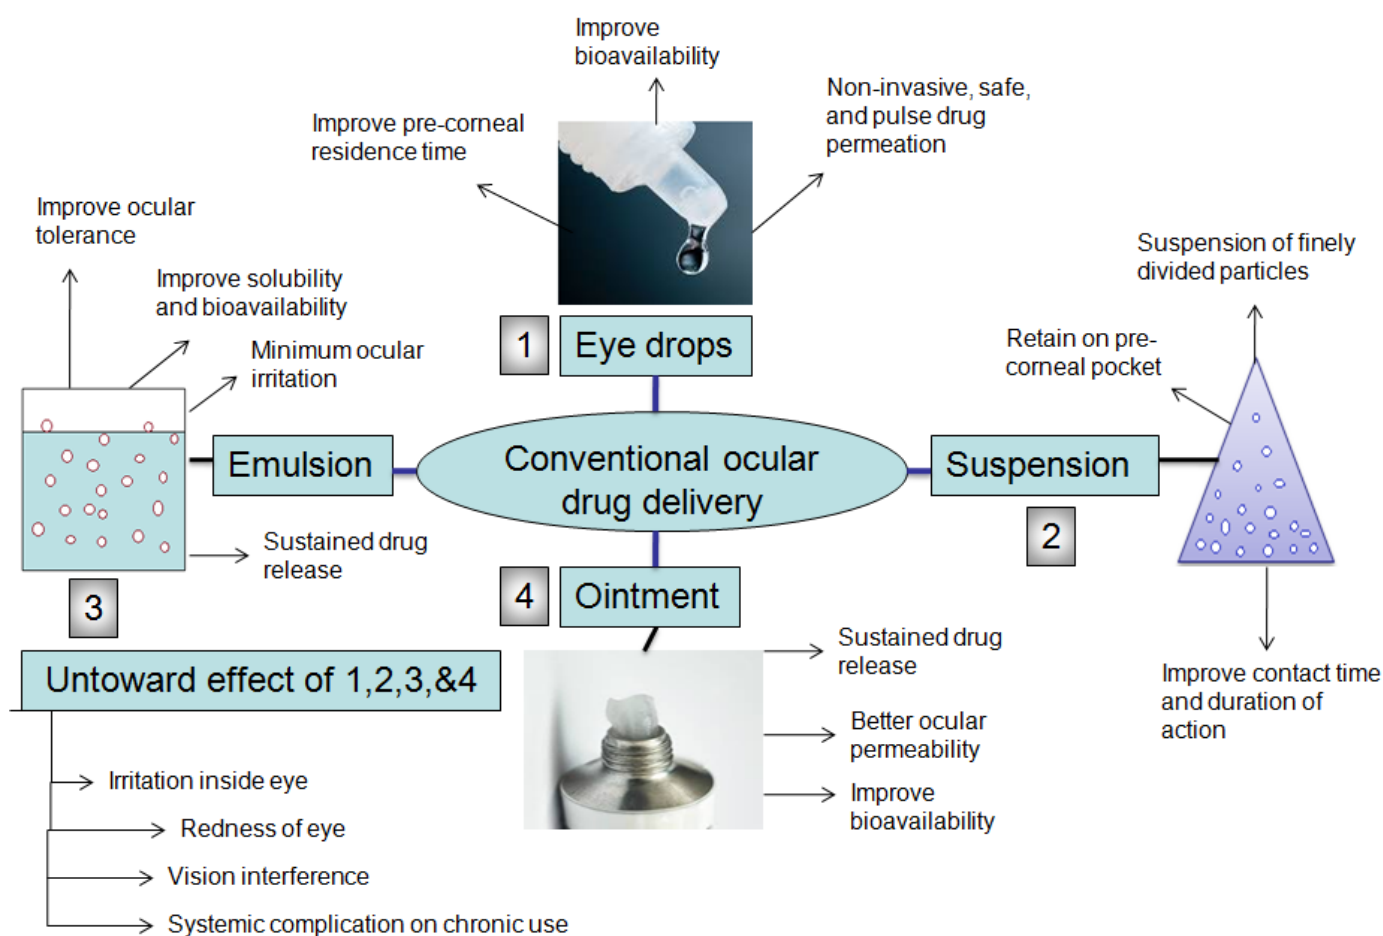 Improve
bioavailability
Non-invasive, safe,
and pulse drug
permeation
Improve pre-corneal
residence time
1
Eye drops
Improve ocular
tolerance
Improve solubility
and bioavailability
Minimum ocular
irritation
Emulsion
Sustained drug
release
3
Conventional ocular
drug delivery
Suspension of finely
divided particles
Retain on pre-
corneal pocket
Suspension
2
Improve contact time
and duration of
action
4
Ointment
Sustained drug
release
Better ocular
permeability
Improve
bioavailability
Untoward effect of 1,2,3,&4
Irritation inside eye
Redness of eye
Vision interference
Systemic complication on chronic use